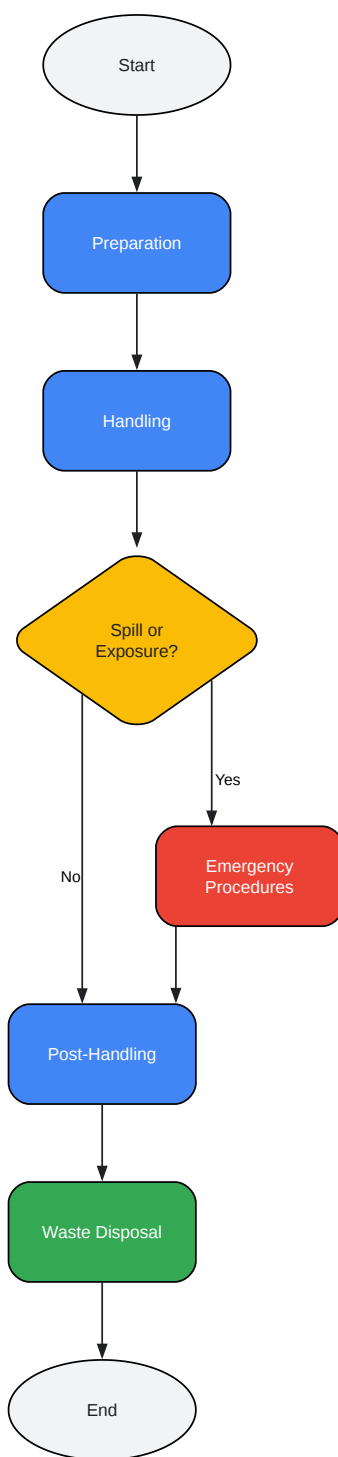 Start
Preparation
Handling
Spill or
Exposure?
Yes
Emergency
Procedures
No
Post-Handling
Waste Disposal
End